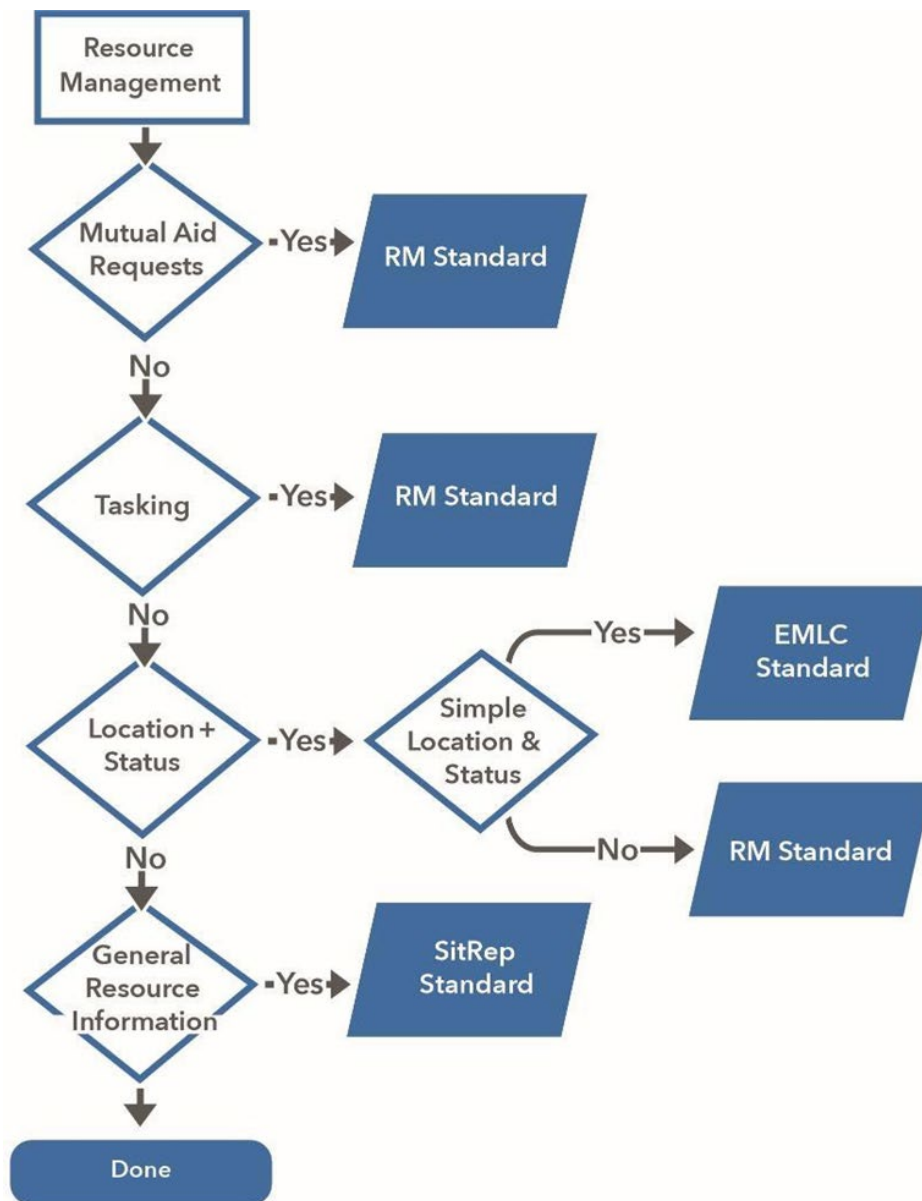 Resource
Management
Mutual Aid
Requests
Yes
RM Standard
No
Tasking
Yes
RM Standard
No
Location +
Status
Yes
Simple
Location &
Status
Yes
EMLC
Standard
No
RM Standard
No
General
Resource
Information
Yes
SitRep
Standard
Done